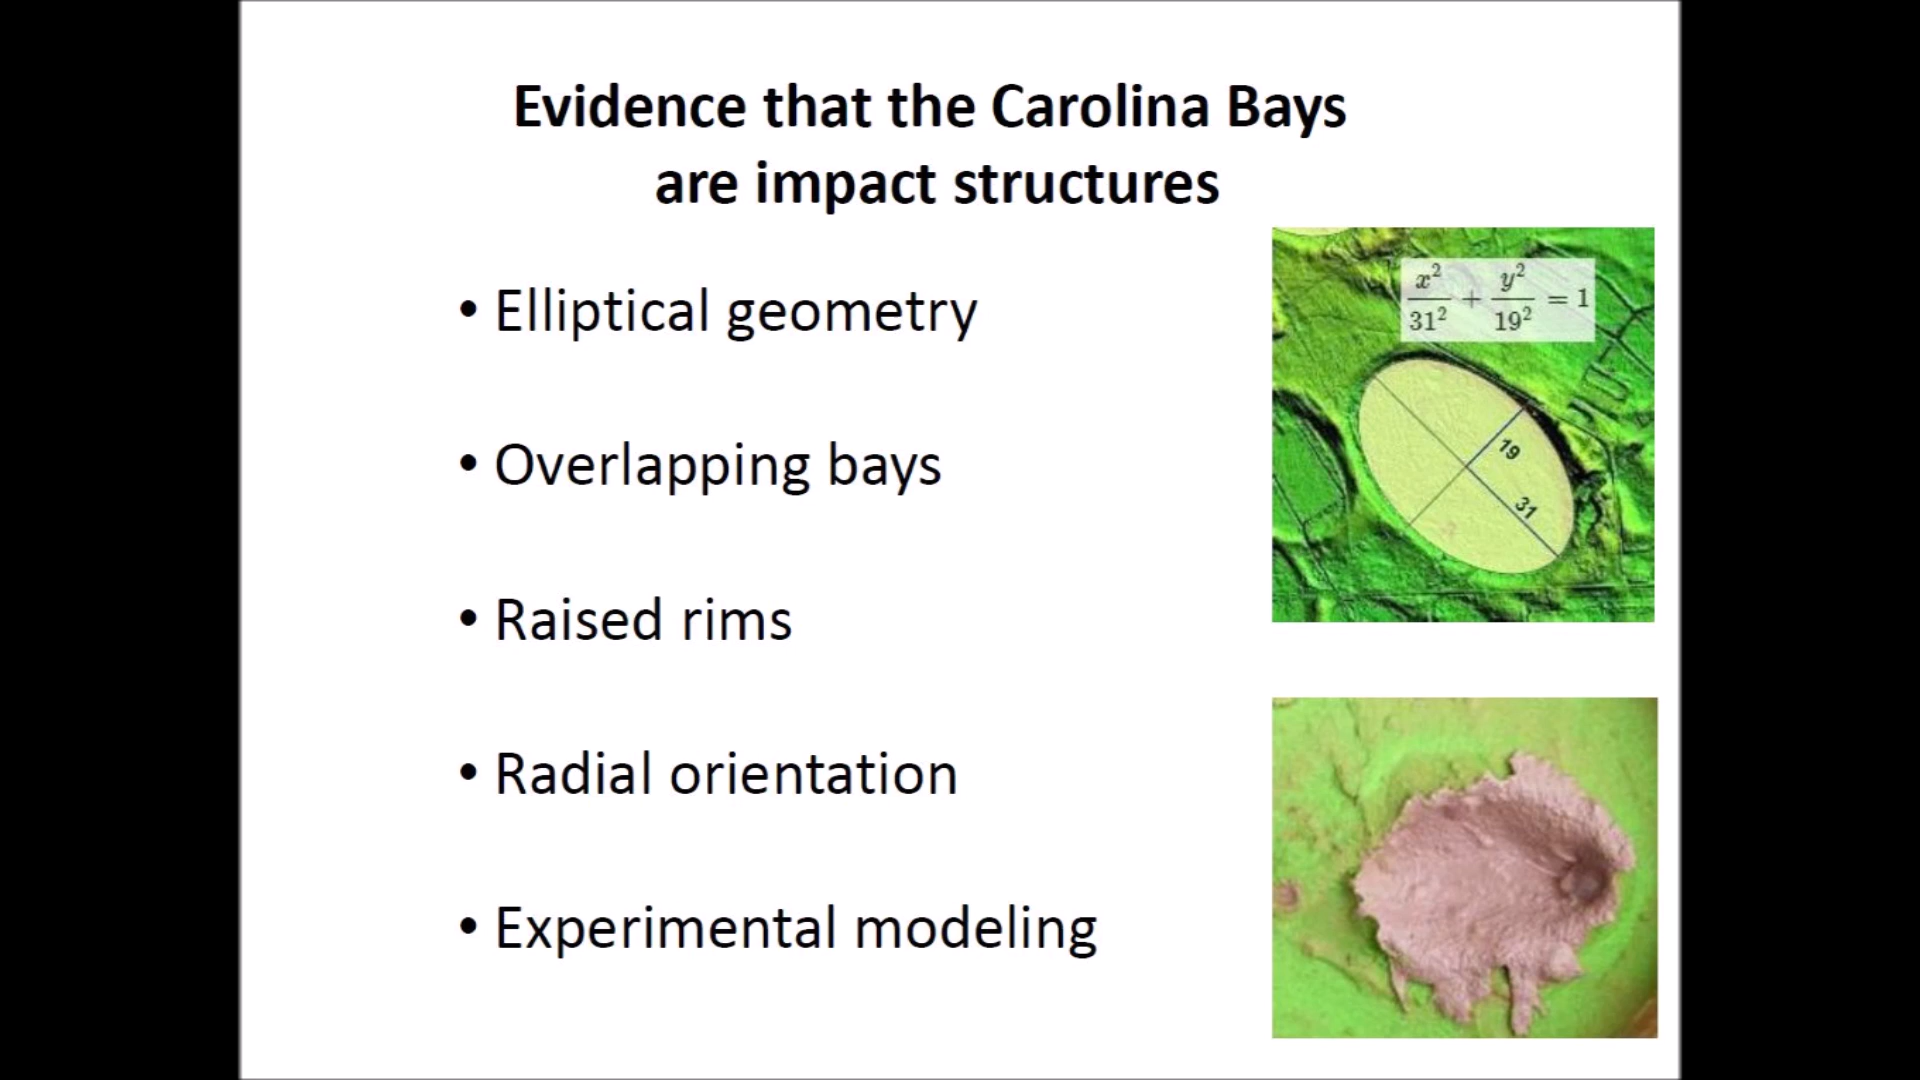 Evidence that the Carolina Bays
are impact structures
• Elliptical geometry
• Overlapping bays
• Raised rims
• Radial orientation
• Experimental modeling
x²/31² + y²/19² = 1
19
31